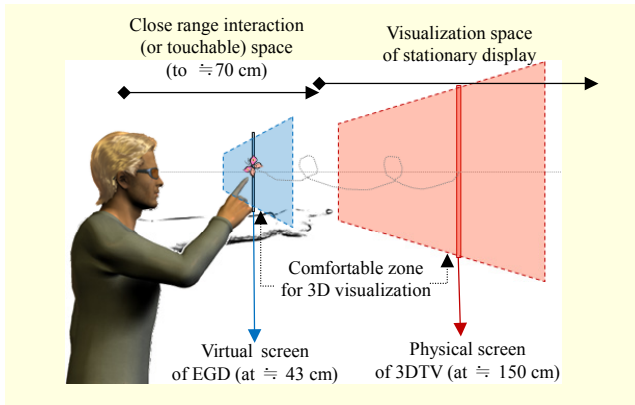 Close range interaction
(or touchable) space
(to ≒70 cm)
Visualization space
of stationary display
Comfortable zone
for 3D visualization
Virtual screen
of EGD (at ≒ 43 cm)
Physical screen
of 3DTV (at ≒ 150 cm)